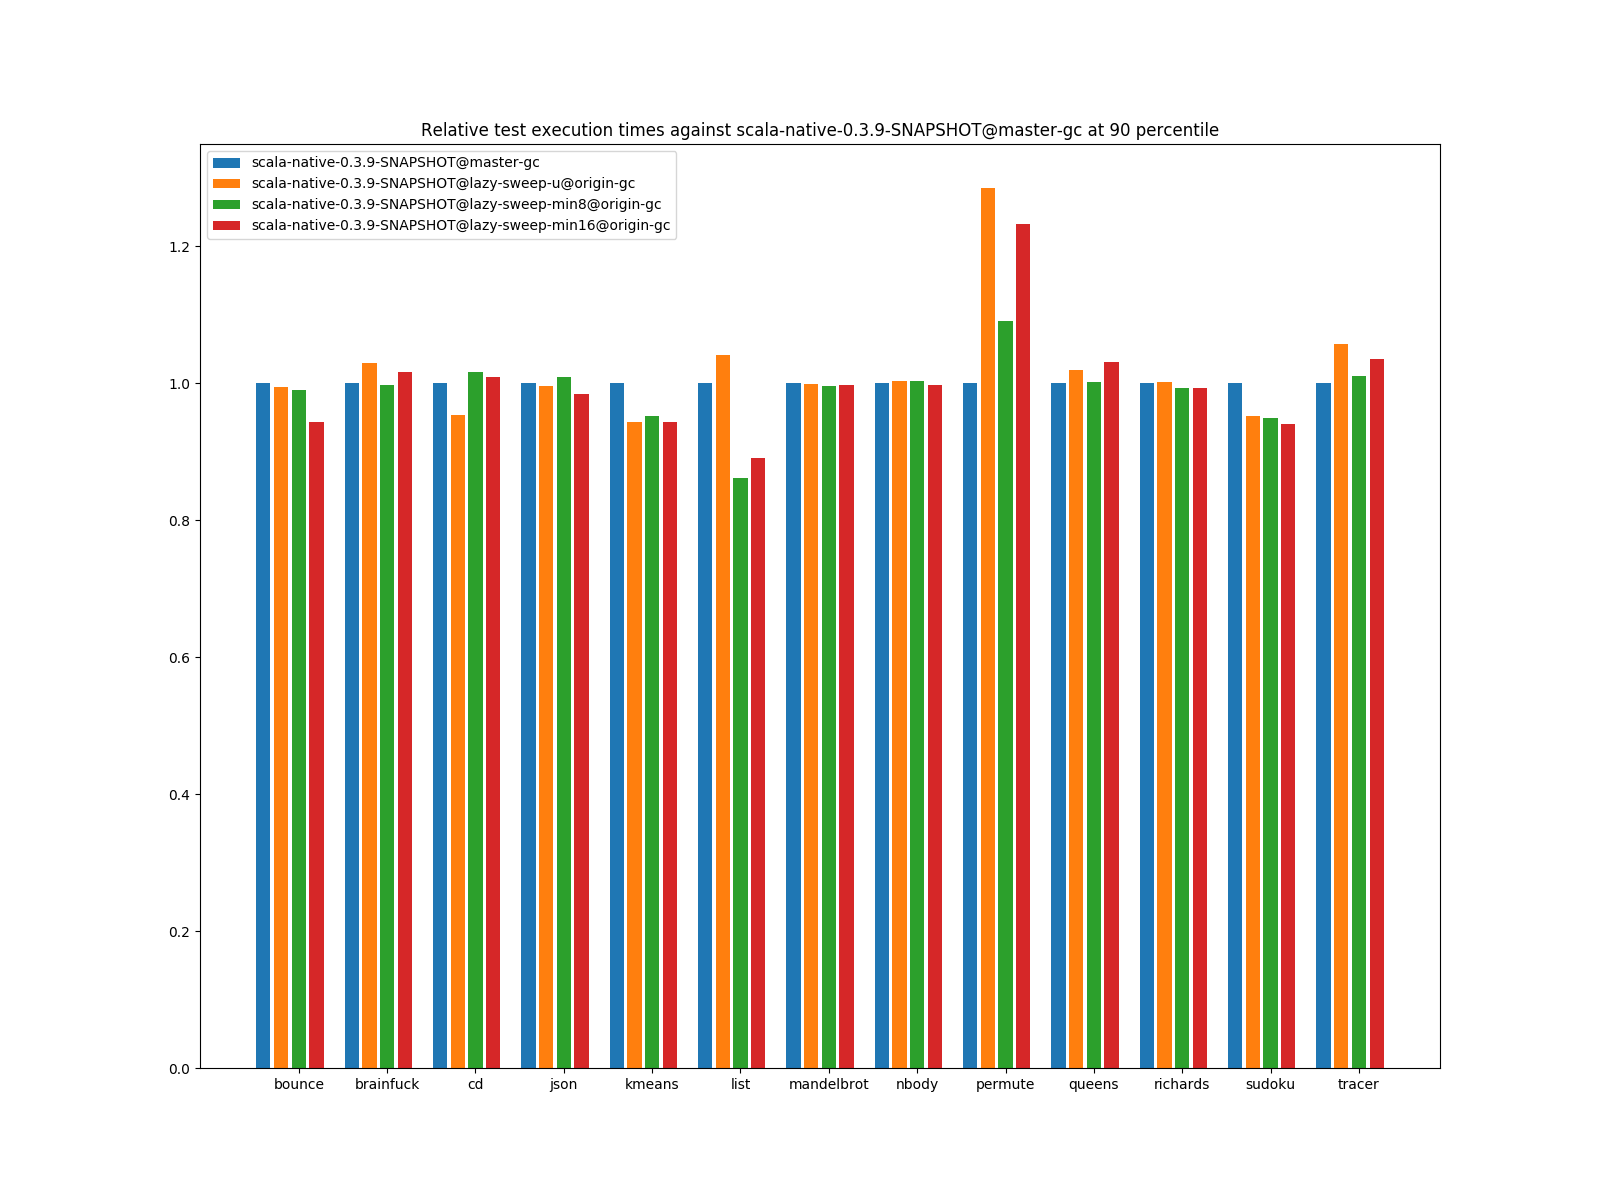 Relative test execution times against scala-native-0.3.9-SNAPSHOT@master-gc at 90 percentile
scala-native-0.3.9-SNAPSHOT@master-gc
scala-native-0.3.9-SNAPSHOT@lazy-sweep-u@origin-gc
scala-native-0.3.9-SNAPSHOT@lazy-sweep-min8@origin-gc
scala-native-0.3.9-SNAPSHOT@lazy-sweep-min16@origin-gc
1.2
1.0
0.8
0.6
0.4
0.2
0.0
bounce brainfuck cd json kmeans list mandelbrot nbody permute queens richards sudoku tracer